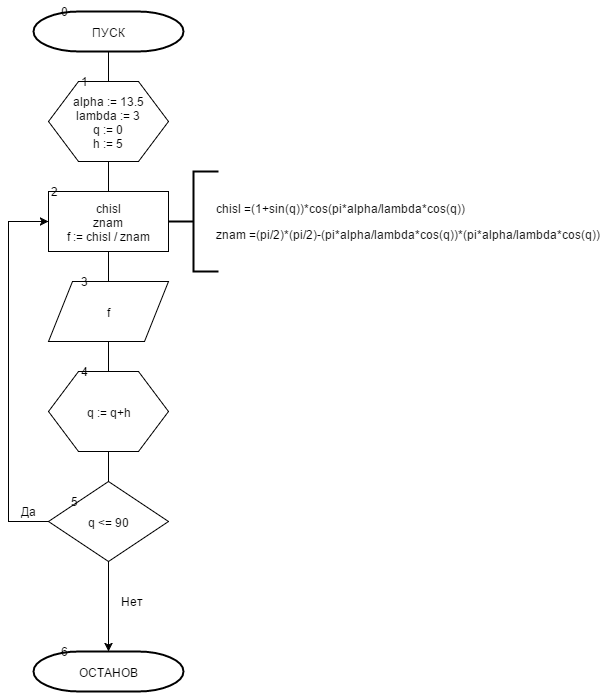 0
ПУСК
1
alpha := 13.5
lambda := 3
q := 0
h := 5
2
chisl
znam
f := chisl / znam
chisl =(1+sin(q))*cos(pi*alpha/lambda*cos(q))
znam =(pi/2)*(pi/2)-(pi*alpha/lambda*cos(q))*(pi*alpha/lambda*cos(q))
3
f
4
q := q+h
5
q <= 90
Да
Нет
6
ОСТАНОВ